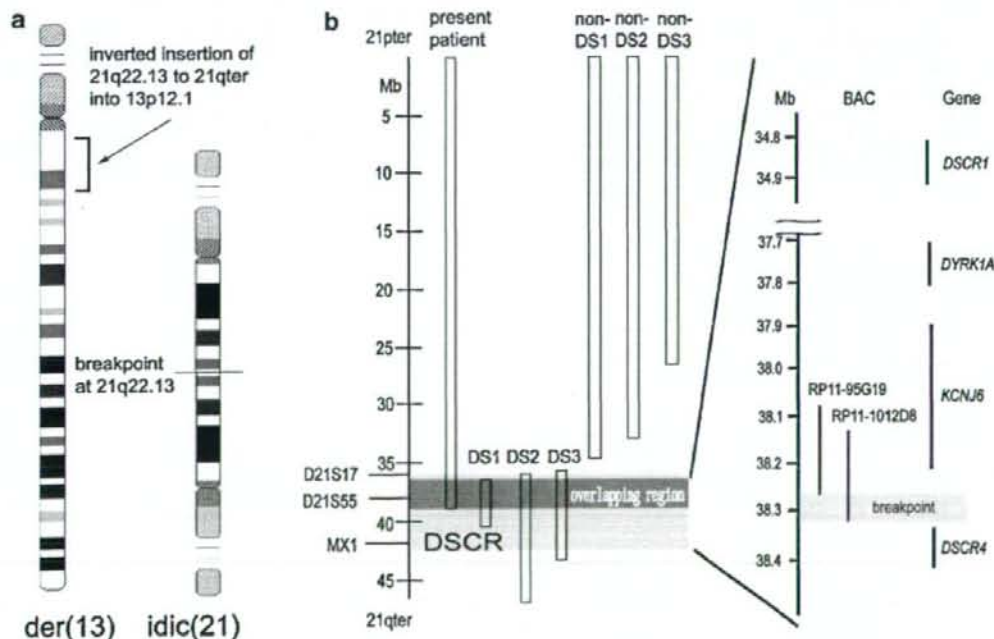 a
inverted insertion of
21q22.13 to 21qter
into 13p12.1
breakpoint
at 21q22.13
der(13)
idic(21)
b
21pter
present
patient
non-
DS1
non-
DS2
non-
DS3
Mb
5
10
15
20
25
30
35
40
45
D21S17
D21S55
MX1
21qter
DS1
DS2
DS3
overlapping region
DSCR
Mb
BAC
Gene
34.8
34.9
37.7
37.8
37.9
38.0
38.1
38.2
38.3
38.4
RP11-95G19
RP11-1012D8
breakpoint
DSCR1
DYRK1A
KCNJ6
DSCR4